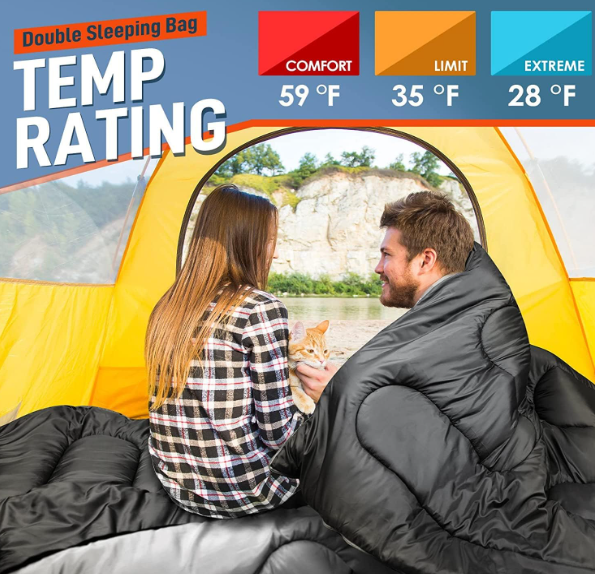 Double Sleeping Bag
TEMP
RATING
COMFORT
59 °F
LIMIT
35 °F
EXTREME
28 °F